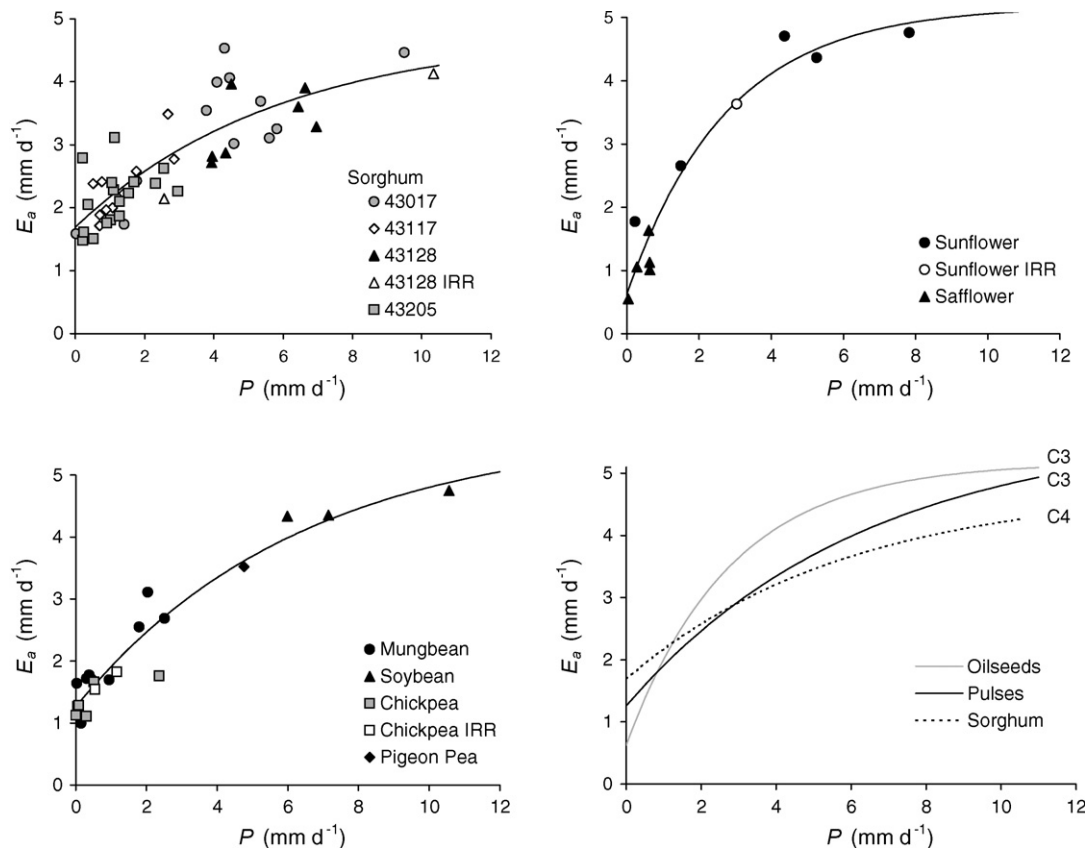 5
4
3
2
1
0
E_a (mm d⁻¹)
0 2 4 6 8 10 12
P (mm d⁻¹)
Sorghum
43017
43117
43128
43128 IRR
43205
5
4
3
2
1
0
E_a (mm d⁻¹)
0 2 4 6 8 10 12
P (mm d⁻¹)
Sunflower
Sunflower IRR
Safflower
5
4
3
2
1
0
E_a (mm d⁻¹)
0 2 4 6 8 10 12
P (mm d⁻¹)
Mungbean
Soybean
Chickpea
Chickpea IRR
Pigeon Pea
5
4
3
2
1
0
E_a (mm d⁻¹)
0 2 4 6 8 10 12
P (mm d⁻¹)
C3
C3
C4
Oilseeds
Pulses
Sorghum